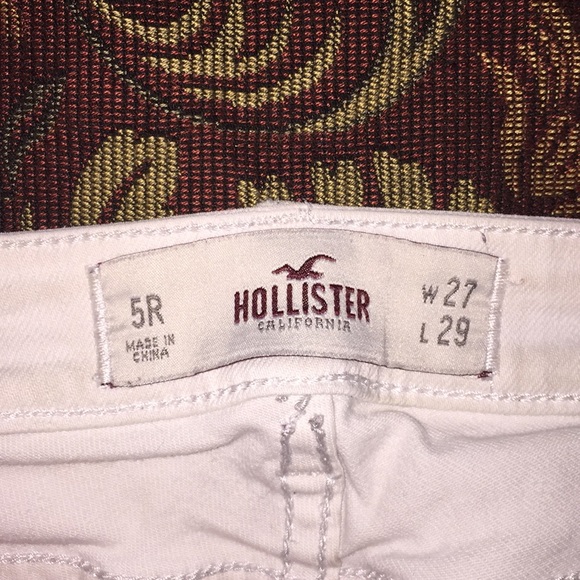 5R
MADE IN
CHINA
HOLLISTER
CALIFORNIA
W 27
L 29